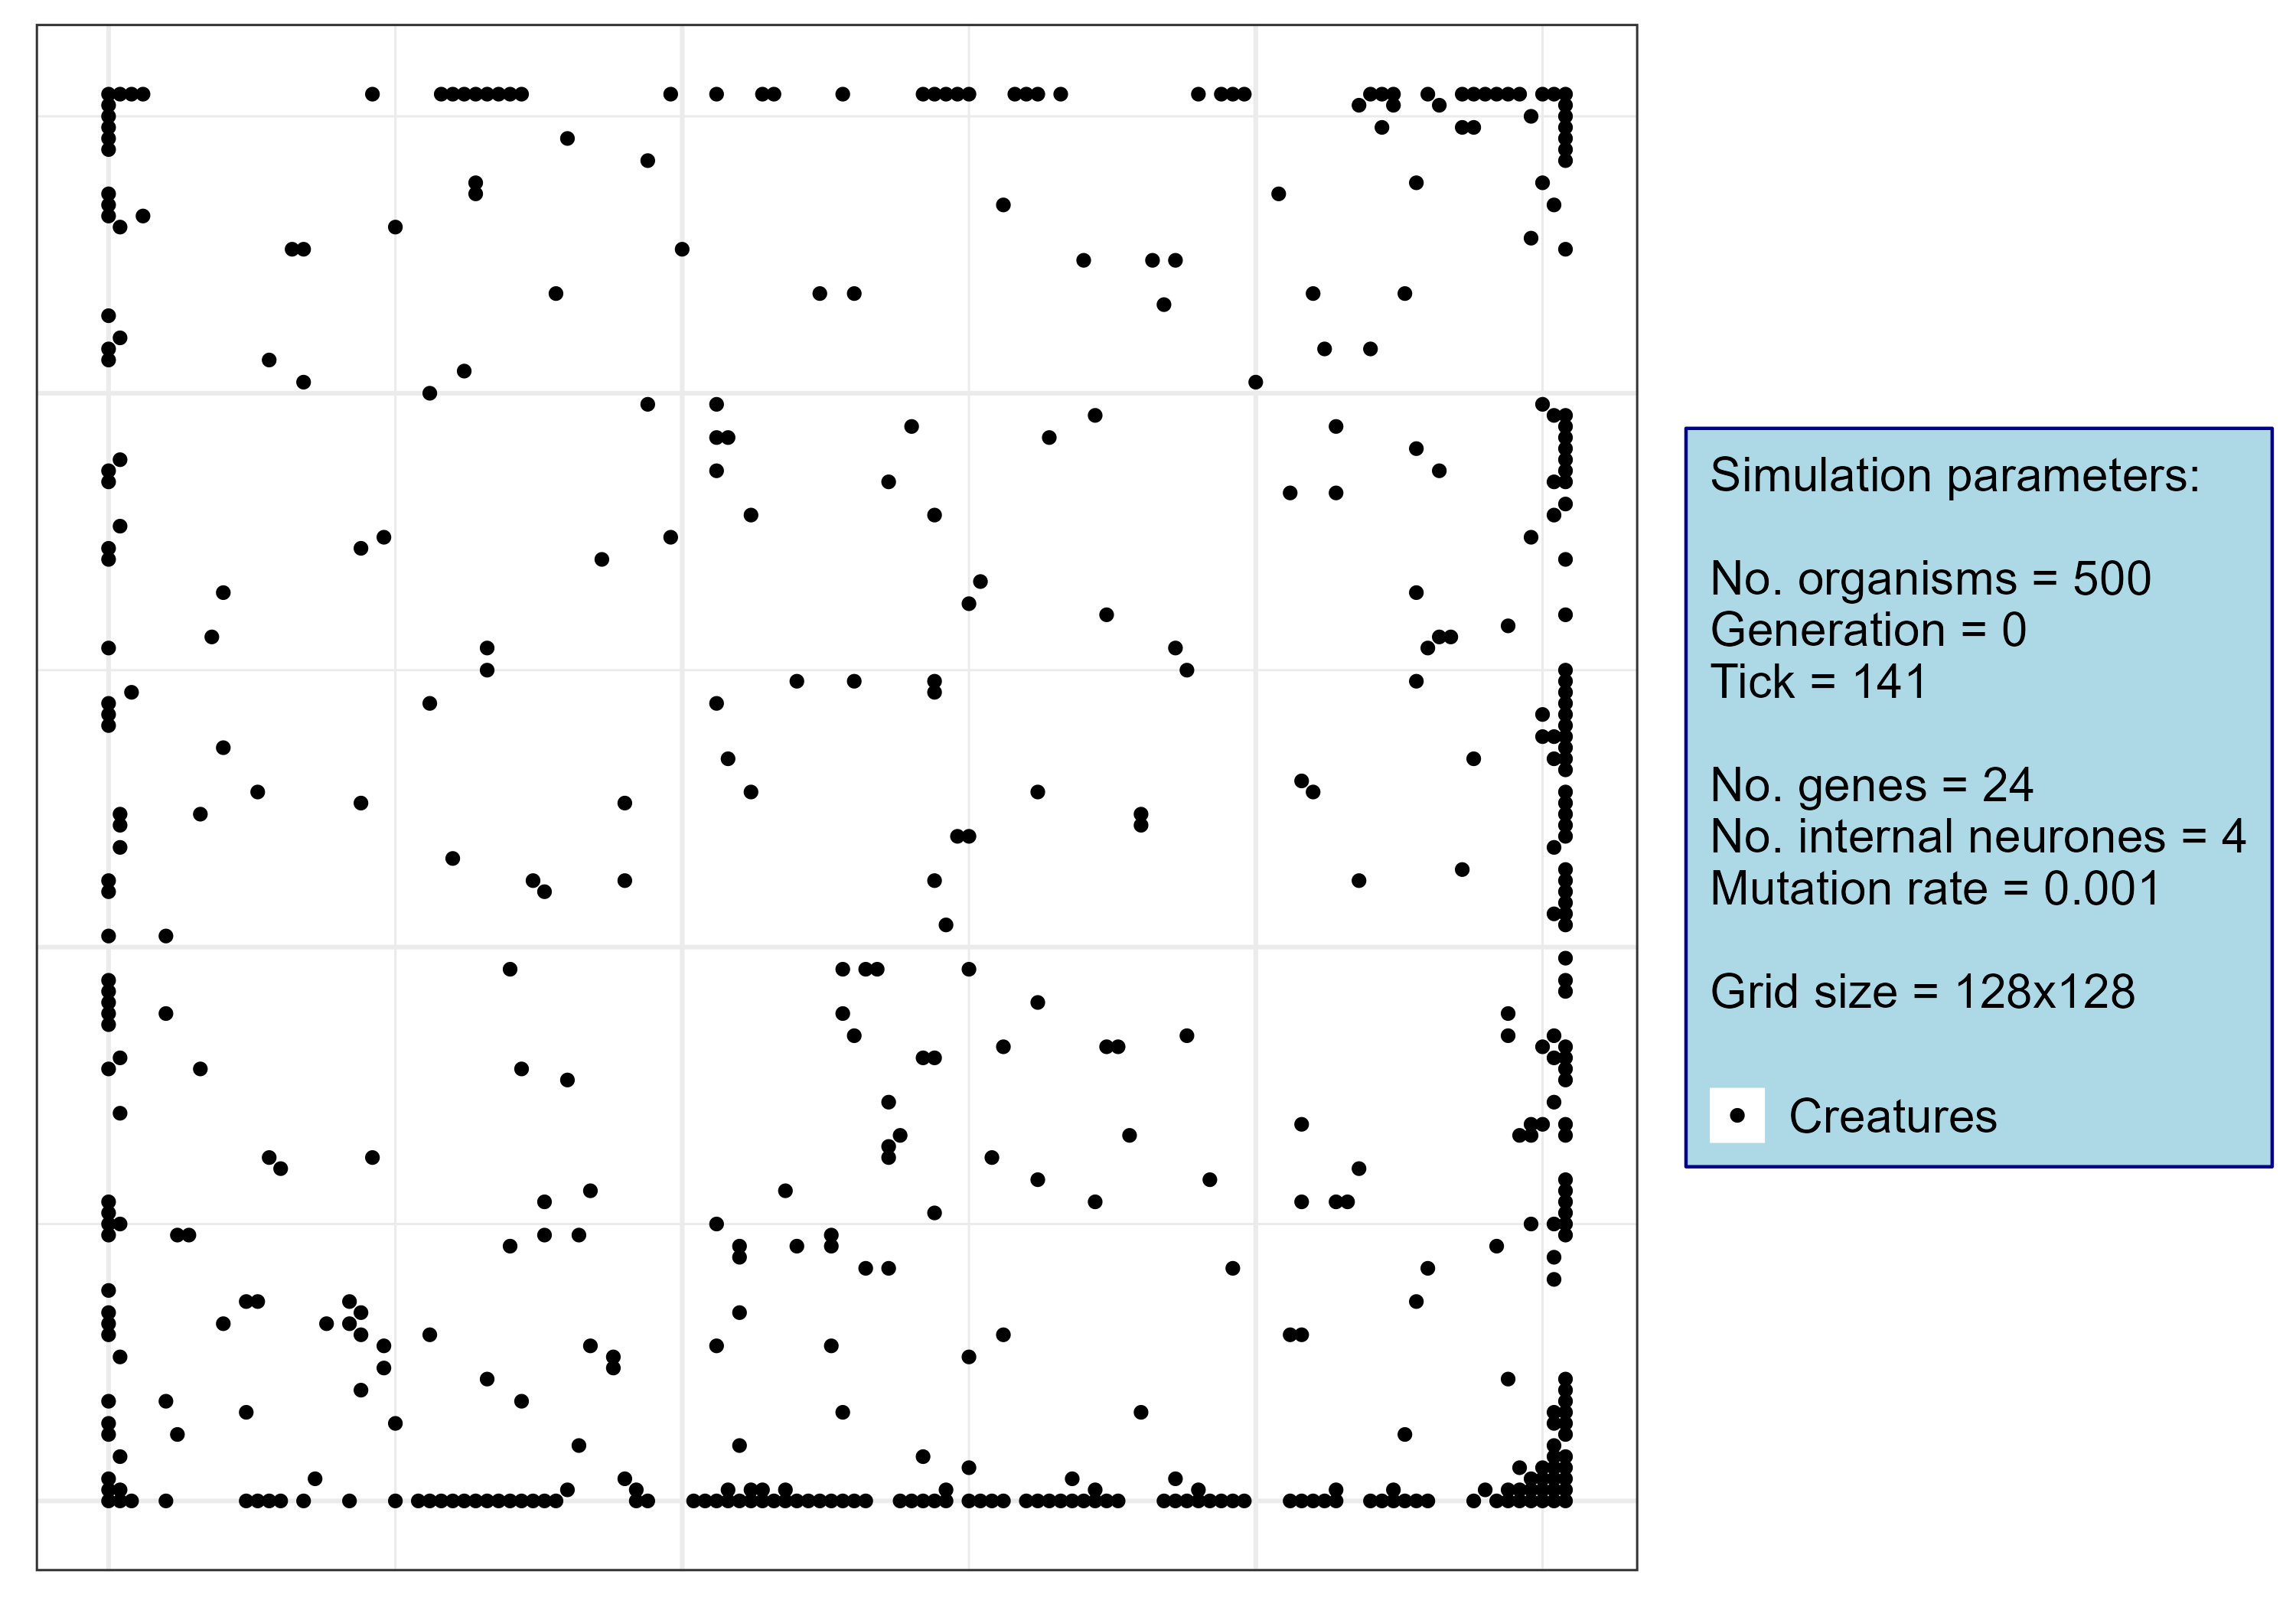 Simulation parameters:
No. organisms = 500
Generation = 0
Tick = 141
No. genes = 24
No. internal neurones = 4
Mutation rate = 0.001
Grid size = 128x128
Creatures